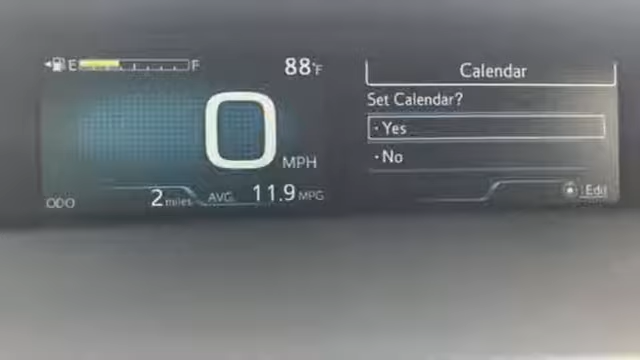 E F
88°F
0
MPH
ODO 2 miles AVG. 11.9 MPG
Calendar
Set Calendar?
· Yes
· No
Edit